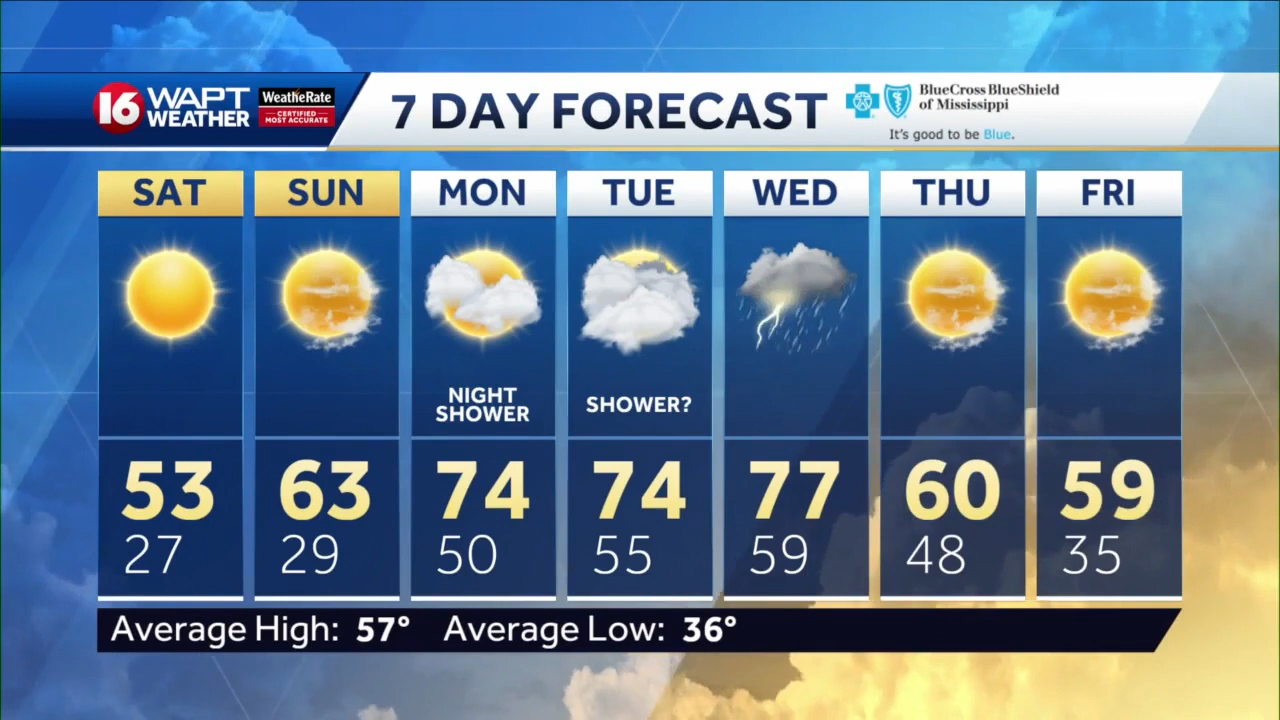 16 WAPT WEATHER
WeatheRate
CERTIFIED
MOST ACCURATE
7 DAY FORECAST
BlueCross BlueShield
of Mississippi
It's good to be Blue.
SAT SUN MON TUE WED THU FRI
NIGHT
SHOWER
SHOWER?
53 63 74 74 77 60 59
27 29 50 55 59 48 35
Average High: 57° Average Low: 36°